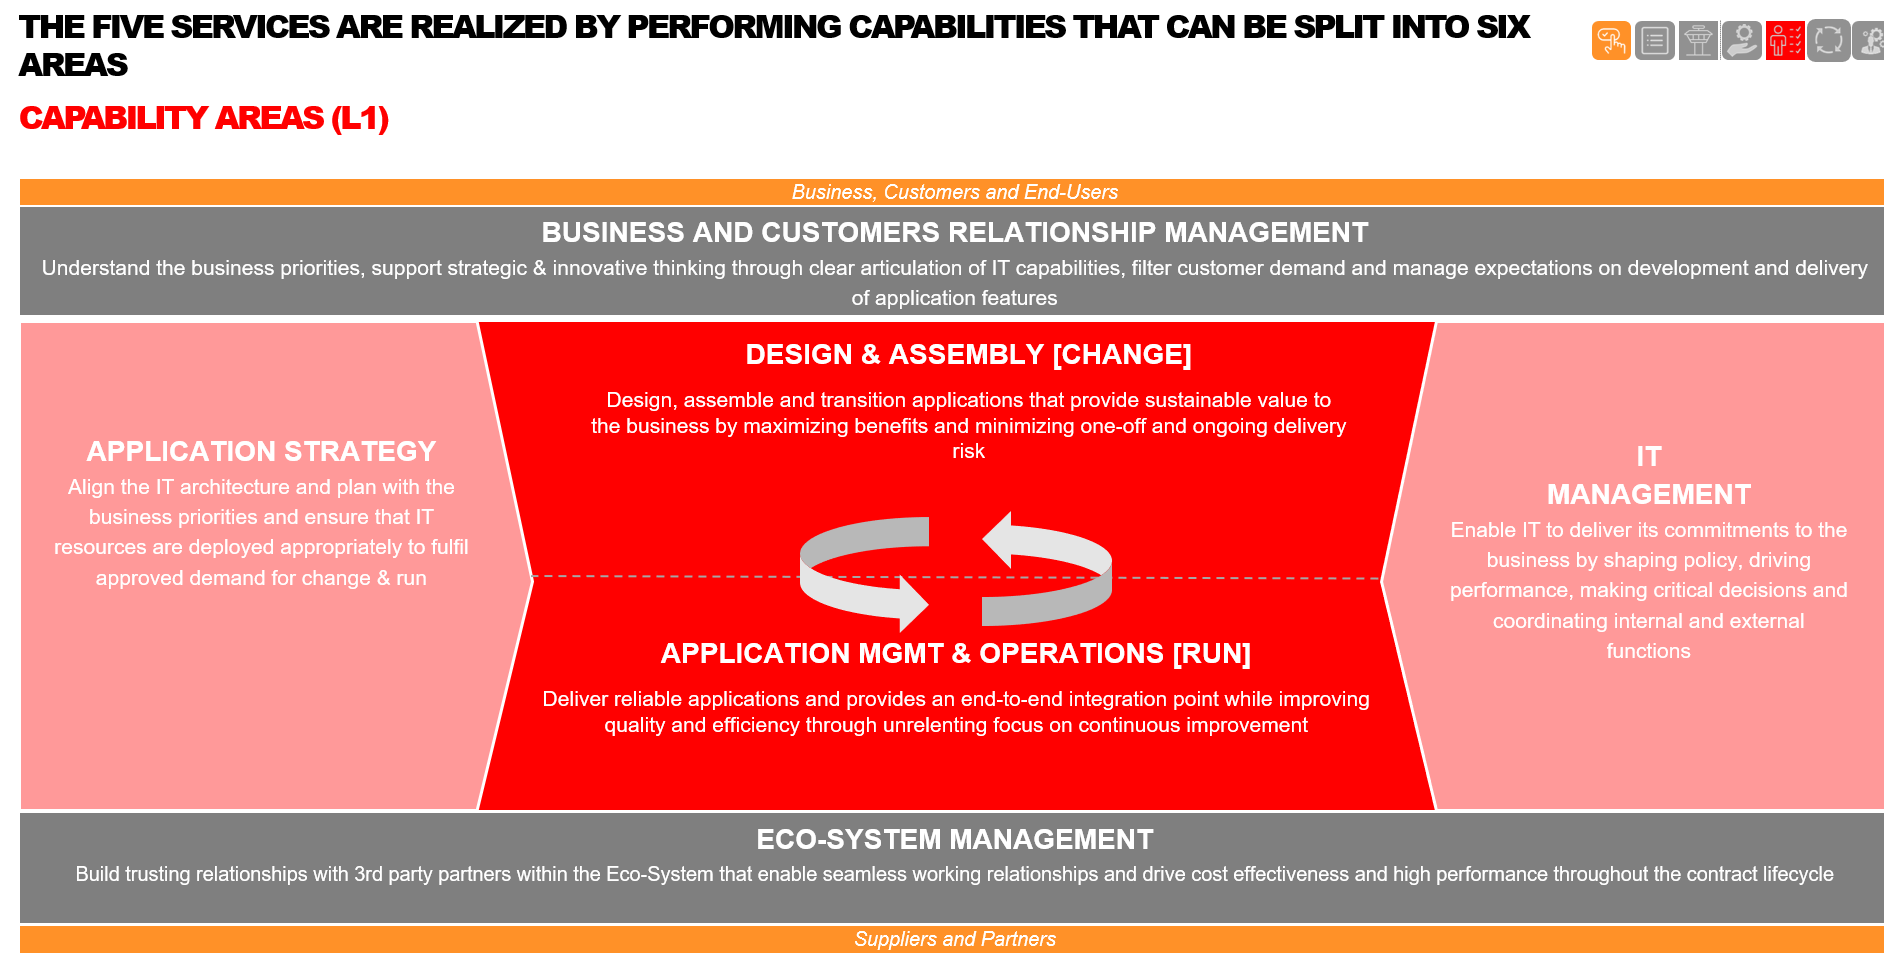 THE FIVE SERVICES ARE REALIZED BY PERFORMING CAPABILITIES THAT CAN BE SPLIT INTO SIX
AREAS
CAPABILITY AREAS (L1)
Business, Customers and End-Users
BUSINESS AND CUSTOMERS RELATIONSHIP MANAGEMENT
Understand the business priorities, support strategic & innovative thinking through clear articulation of IT capabilities, filter customer demand and manage expectations on development and delivery
of application features
APPLICATION STRATEGY
Align the IT architecture and plan with the
business priorities and ensure that IT
resources are deployed appropriately to fulfil
approved demand for change & run
DESIGN & ASSEMBLY [CHANGE]
Design, assemble and transition applications that provide sustainable value to
the business by maximizing benefits and minimizing one-off and ongoing delivery
risk
APPLICATION MGMT & OPERATIONS [RUN]
Deliver reliable applications and provides an end-to-end integration point while improving
quality and efficiency through unrelenting focus on continuous improvement
IT
MANAGEMENT
Enable IT to deliver its commitments to the
business by shaping policy, driving
performance, making critical decisions and
coordinating internal and external
functions
ECO-SYSTEM MANAGEMENT
Build trusting relationships with 3rd party partners within the Eco-System that enable seamless working relationships and drive cost effectiveness and high performance throughout the contract lifecycle
Suppliers and Partners